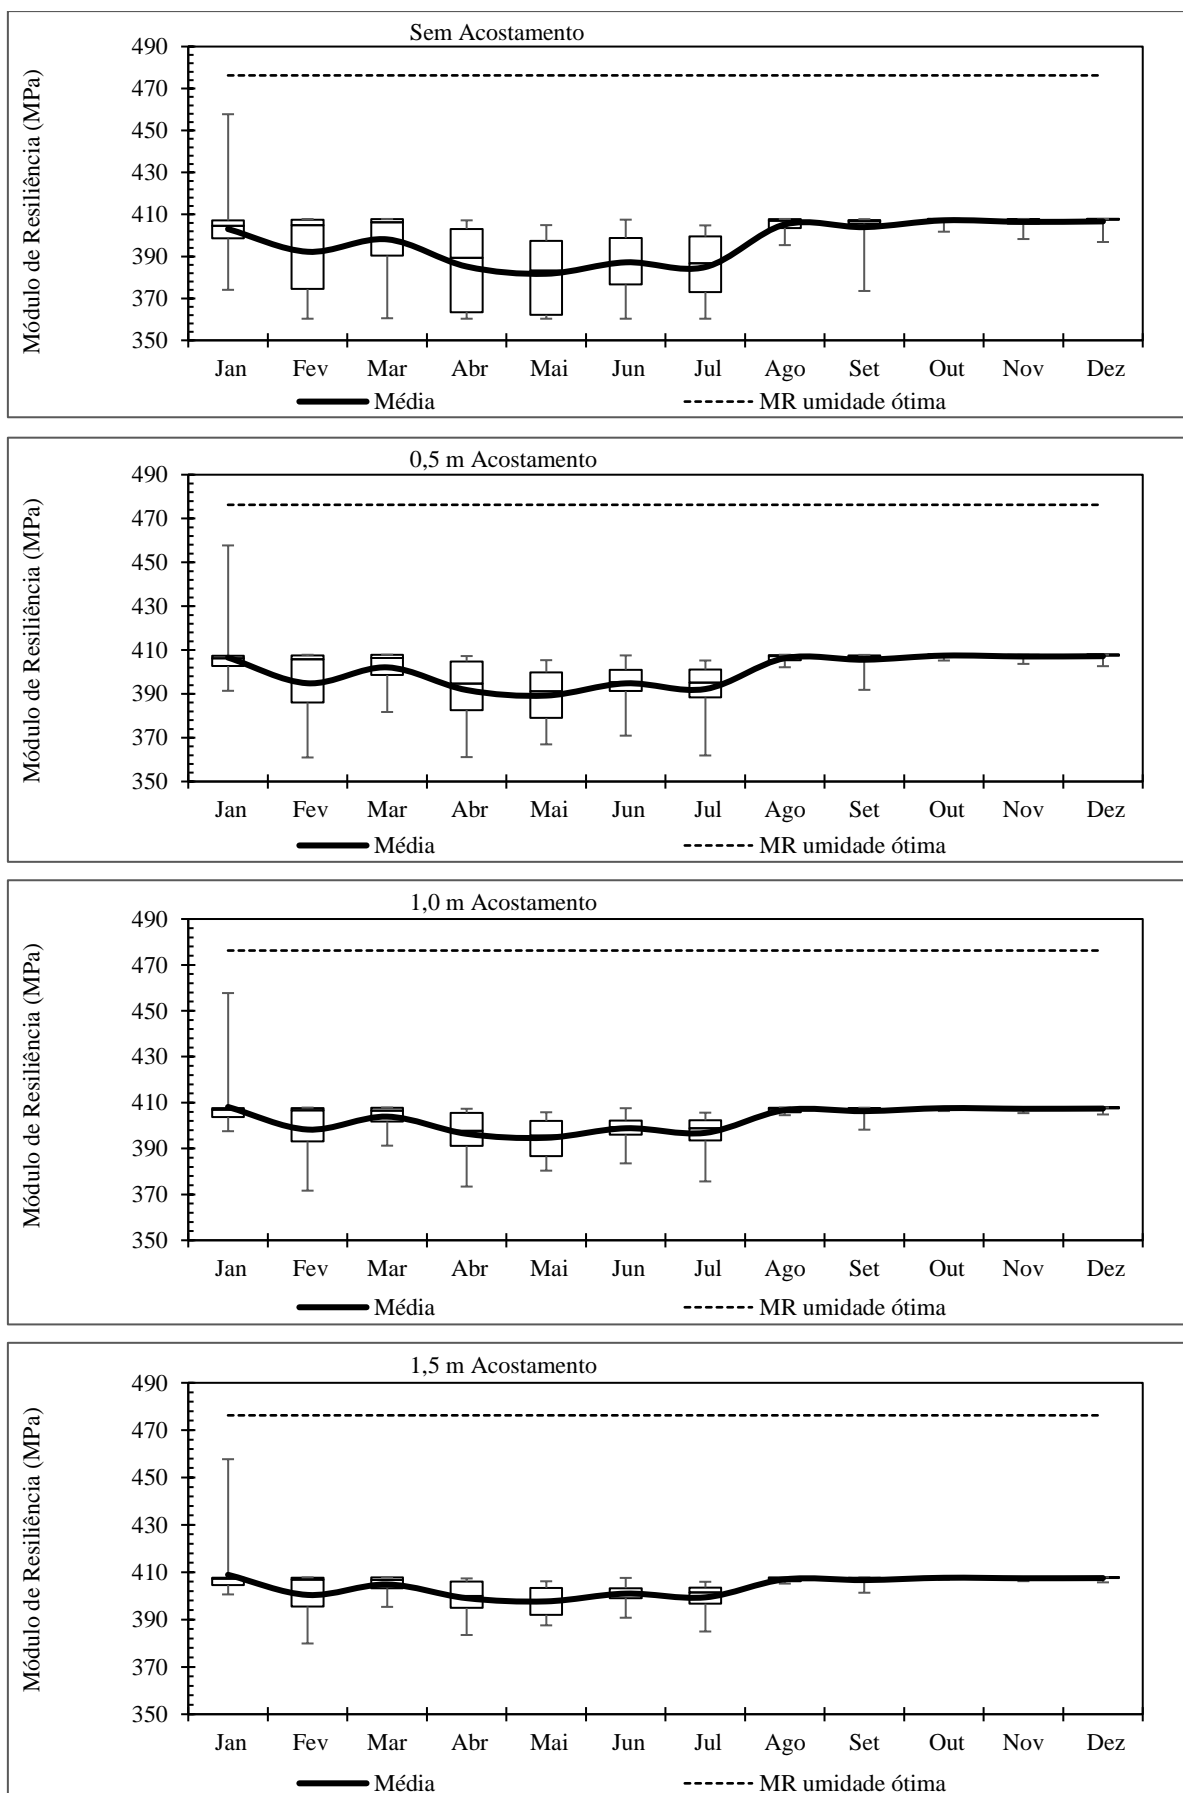 Sem Acostamento
Módulo de Resiliência (MPa)
490
470
450
430
410
390
370
350
Jan Fev Mar Abr Mai Jun Jul Ago Set Out Nov Dez
Média MR umidade ótima
0,5 m Acostamento
Módulo de Resiliência (MPa)
490
470
450
430
410
390
370
350
Jan Fev Mar Abr Mai Jun Jul Ago Set Out Nov Dez
Média MR umidade ótima
1,0 m Acostamento
Módulo de Resiliência (MPa)
490
470
450
430
410
390
370
350
Jan Fev Mar Abr Mai Jun Jul Ago Set Out Nov Dez
Média MR umidade ótima
1,5 m Acostamento
Módulo de Resiliência (MPa)
490
470
450
430
410
390
370
350
Jan Fev Mar Abr Mai Jun Jul Ago Set Out Nov Dez
Média MR umidade ótima